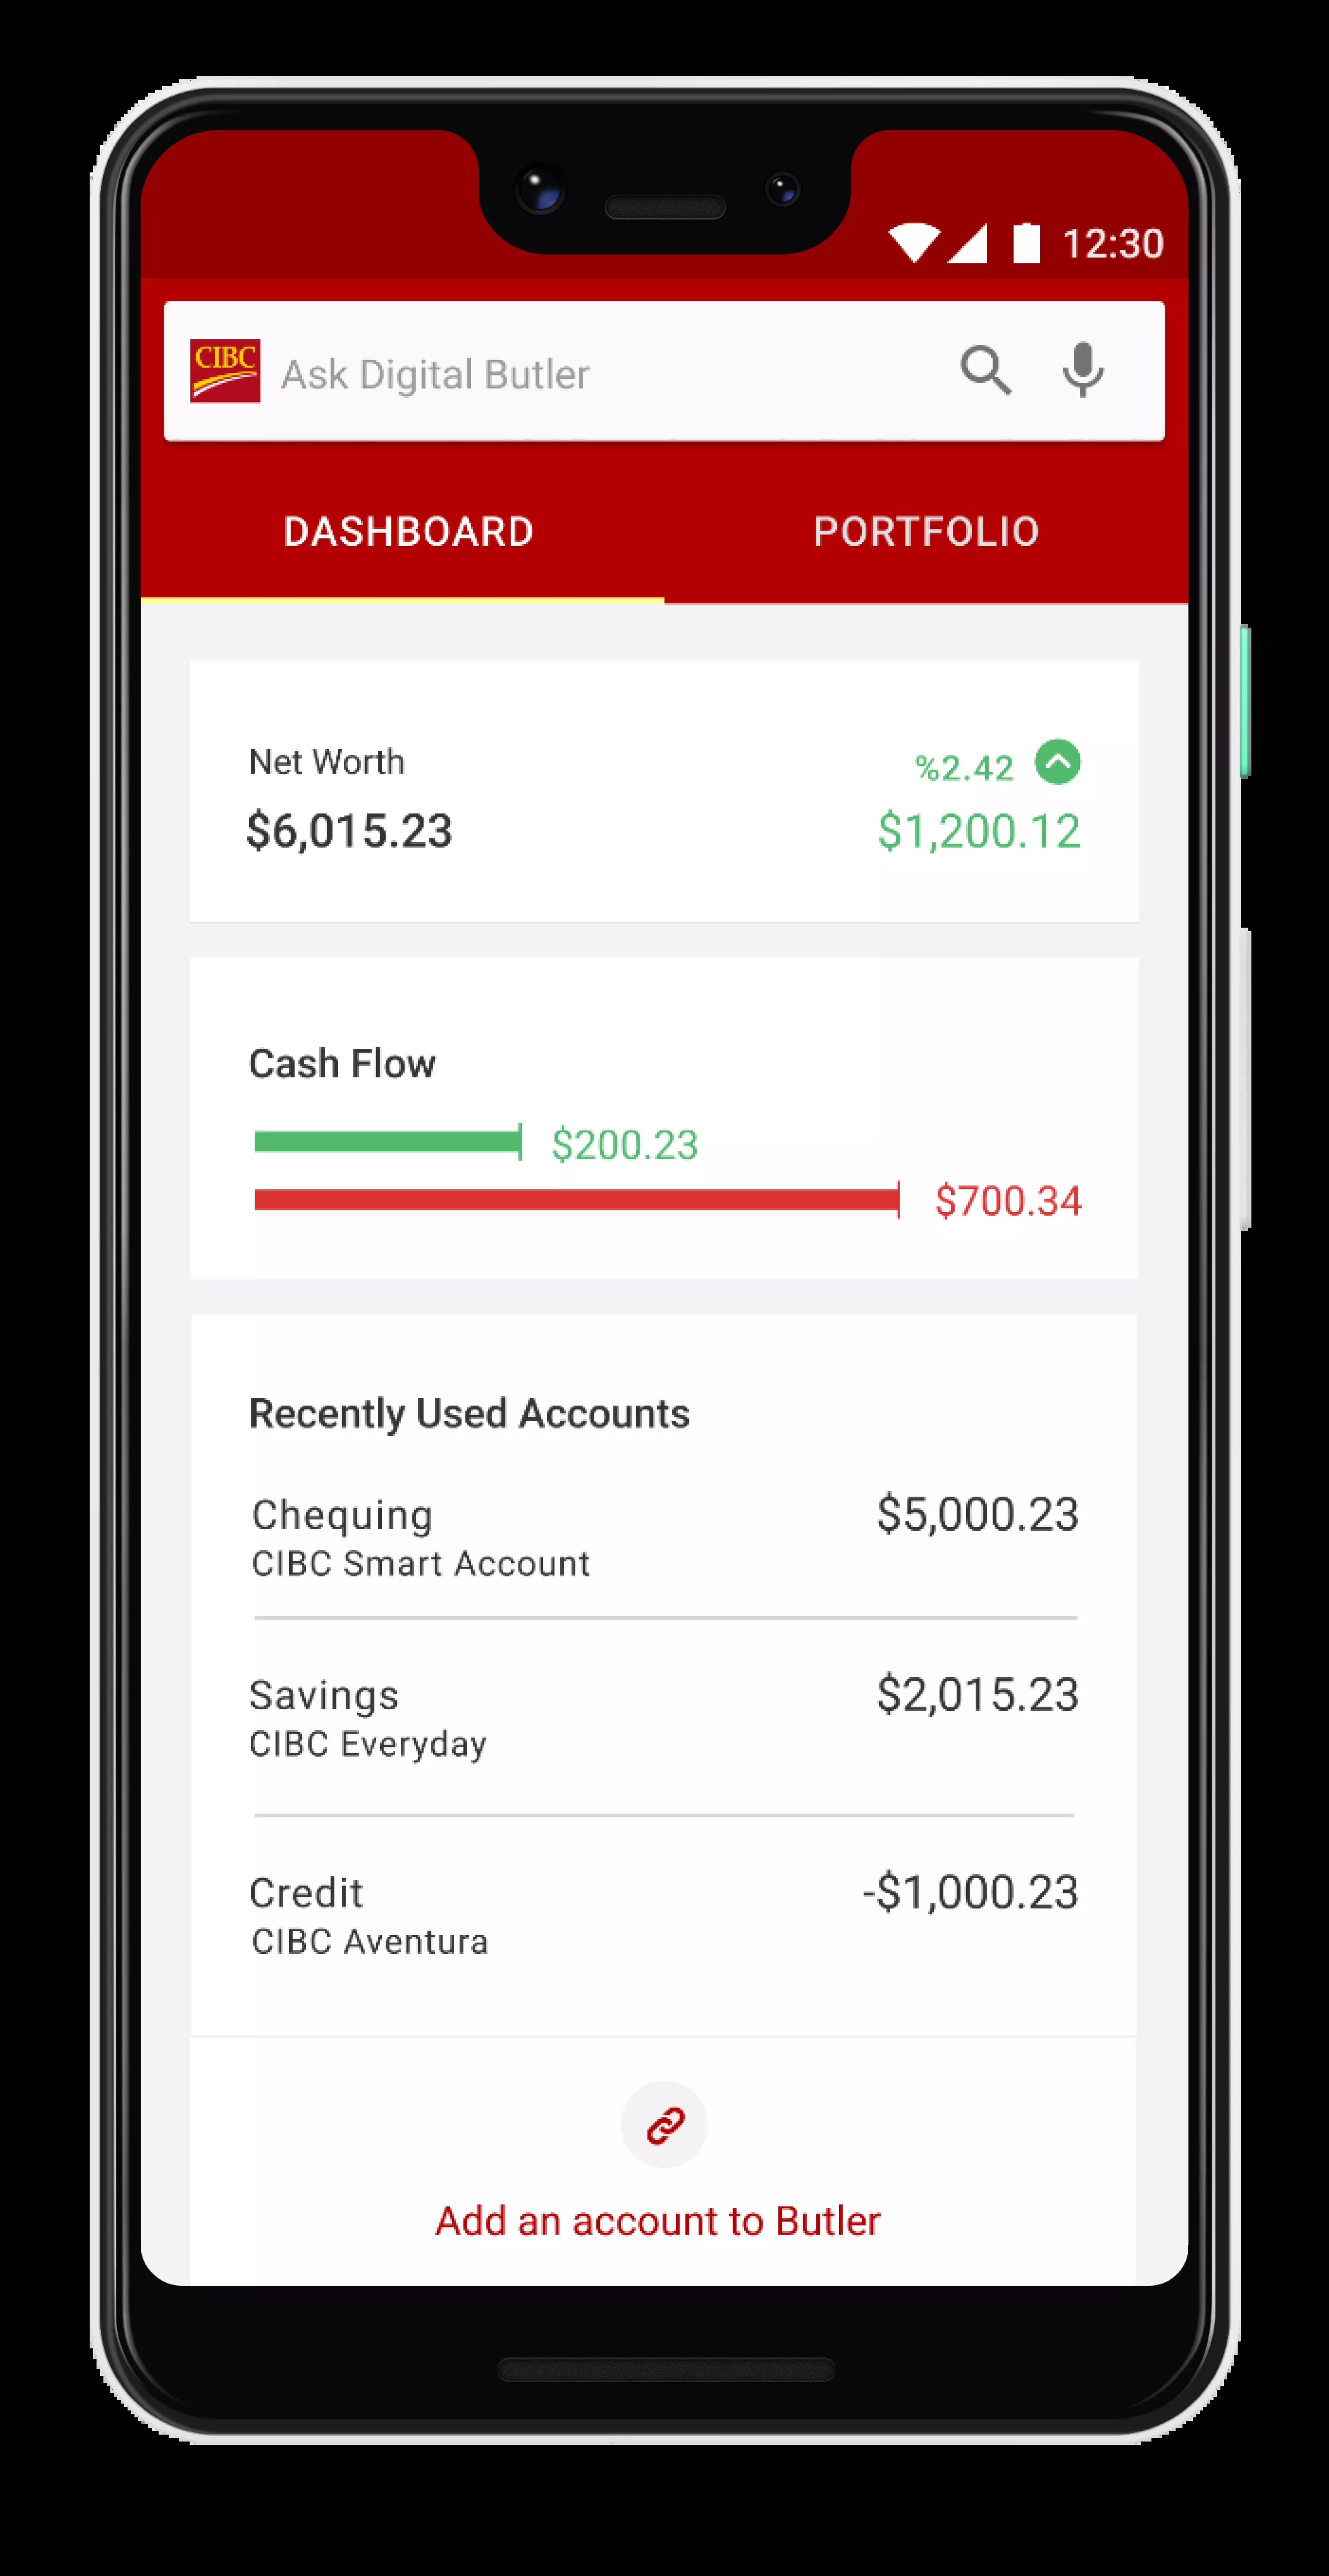 12:30
CIBC Ask Digital Butler
DASHBOARD PORTFOLIO
Net Worth %2.42
$6,015.23 $1,200.12
Cash Flow
$200.23
$700.34
Recently Used Accounts
Chequing $5,000.23
CIBC Smart Account
Savings $2,015.23
CIBC Everyday
Credit -$1,000.23
CIBC Aventura
Add an account to Butler